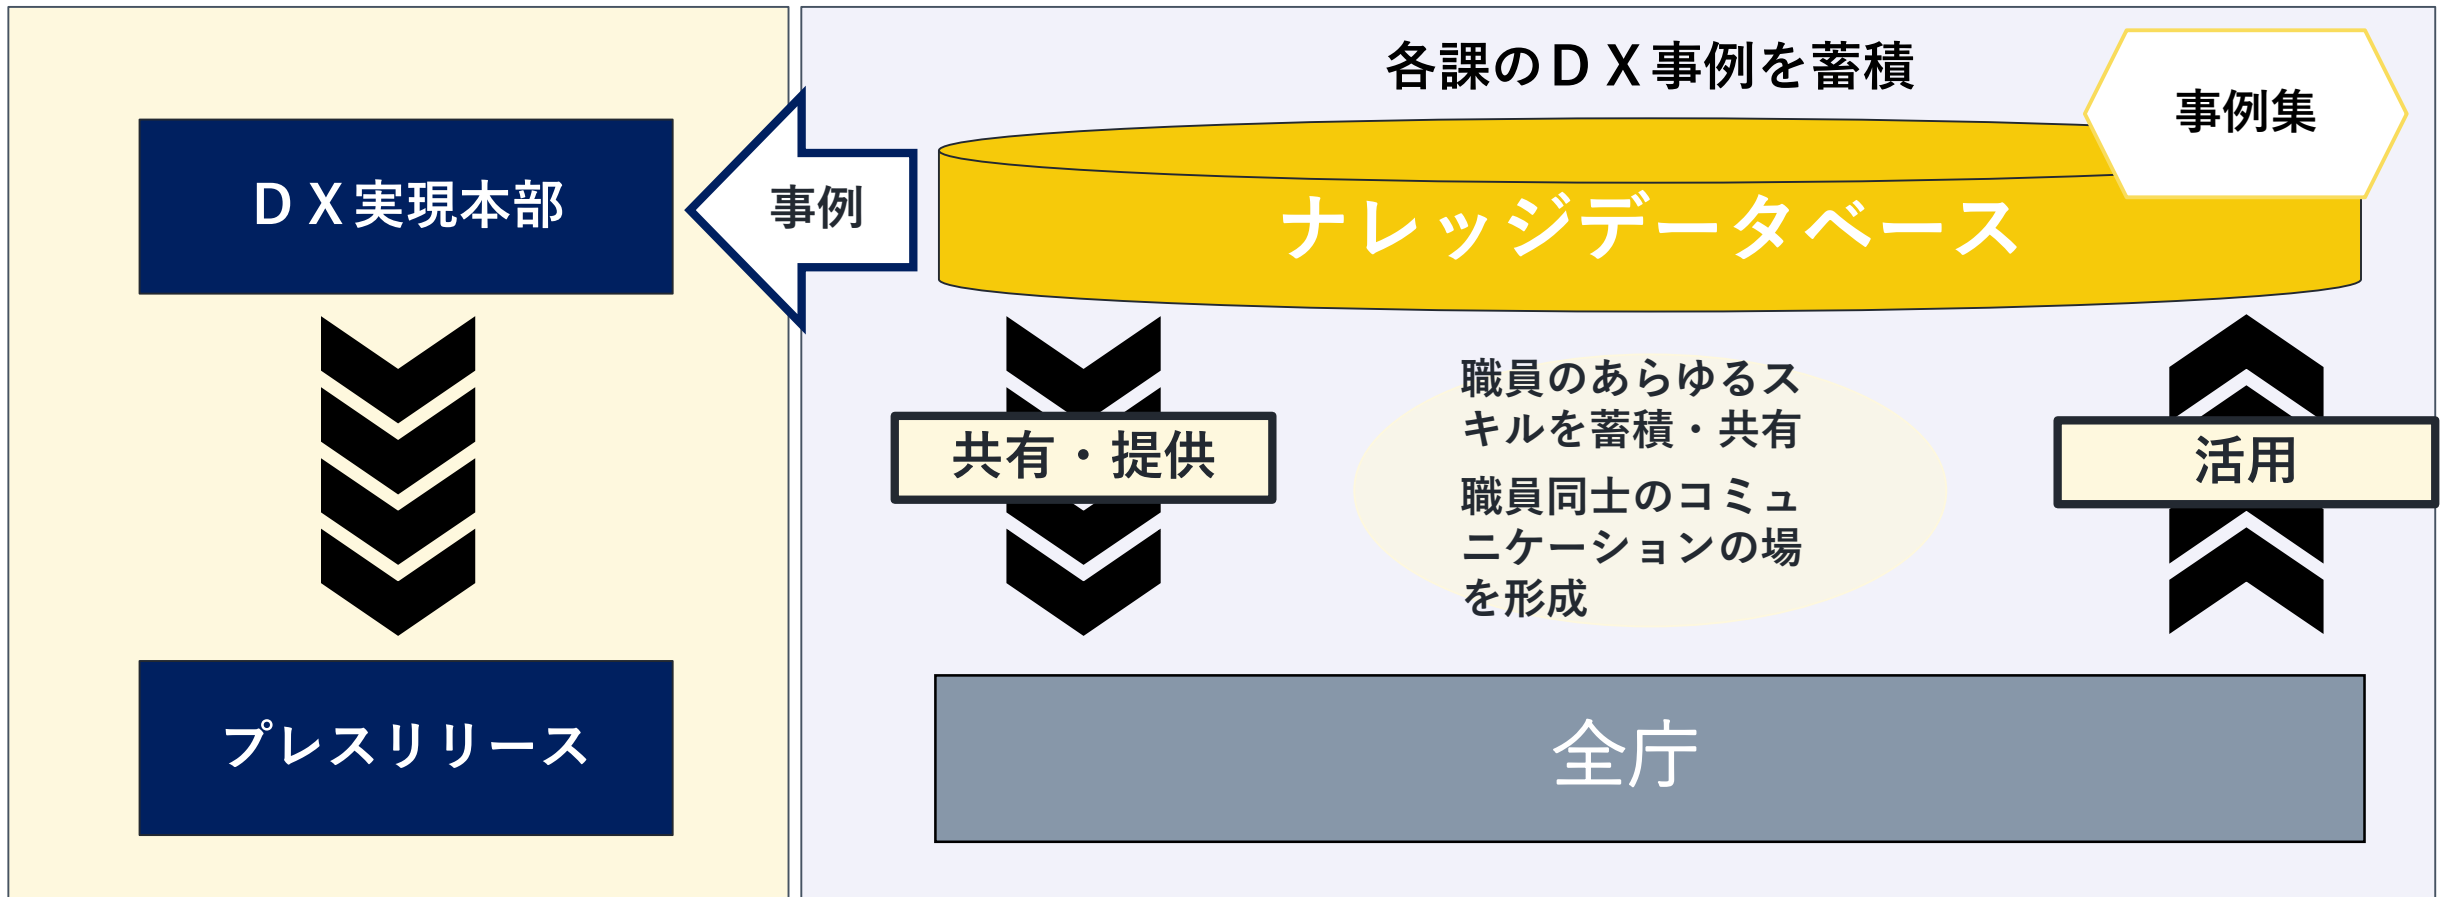 各課のＤＸ事例を蓄積
事例集
ＤＸ実現本部
事例
ナレッジデータベース
共有・提供
職員のあらゆるス
キルを蓄積・共有
職員同士のコミュ
ニケーションの場
を形成
活用
プレスリリース
全庁